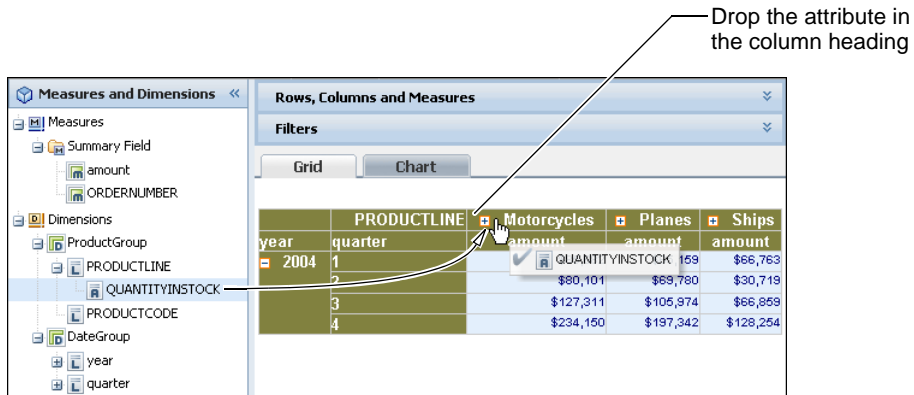 Drop the attribute in
the column heading
Measures and Dimensions «
Rows, Columns and Measures
Filters
Measures
Summary Field
amount
ORDERNUMBER
Dimensions
ProductGroup
PRODUCTLINE
QUANTITYINSTOCK
PRODUCTCODE
DateGroup
year
quarter
Grid Chart
PRODUCTLINE Motorcycles Planes Ships
year quarter amount amount amount
2004 1 159 $66,763
QUANTITYINSTOCK
2 $80,101 $69,780 $30,719
3 $127,311 $105,974 $66,859
4 $234,150 $197,342 $128,254